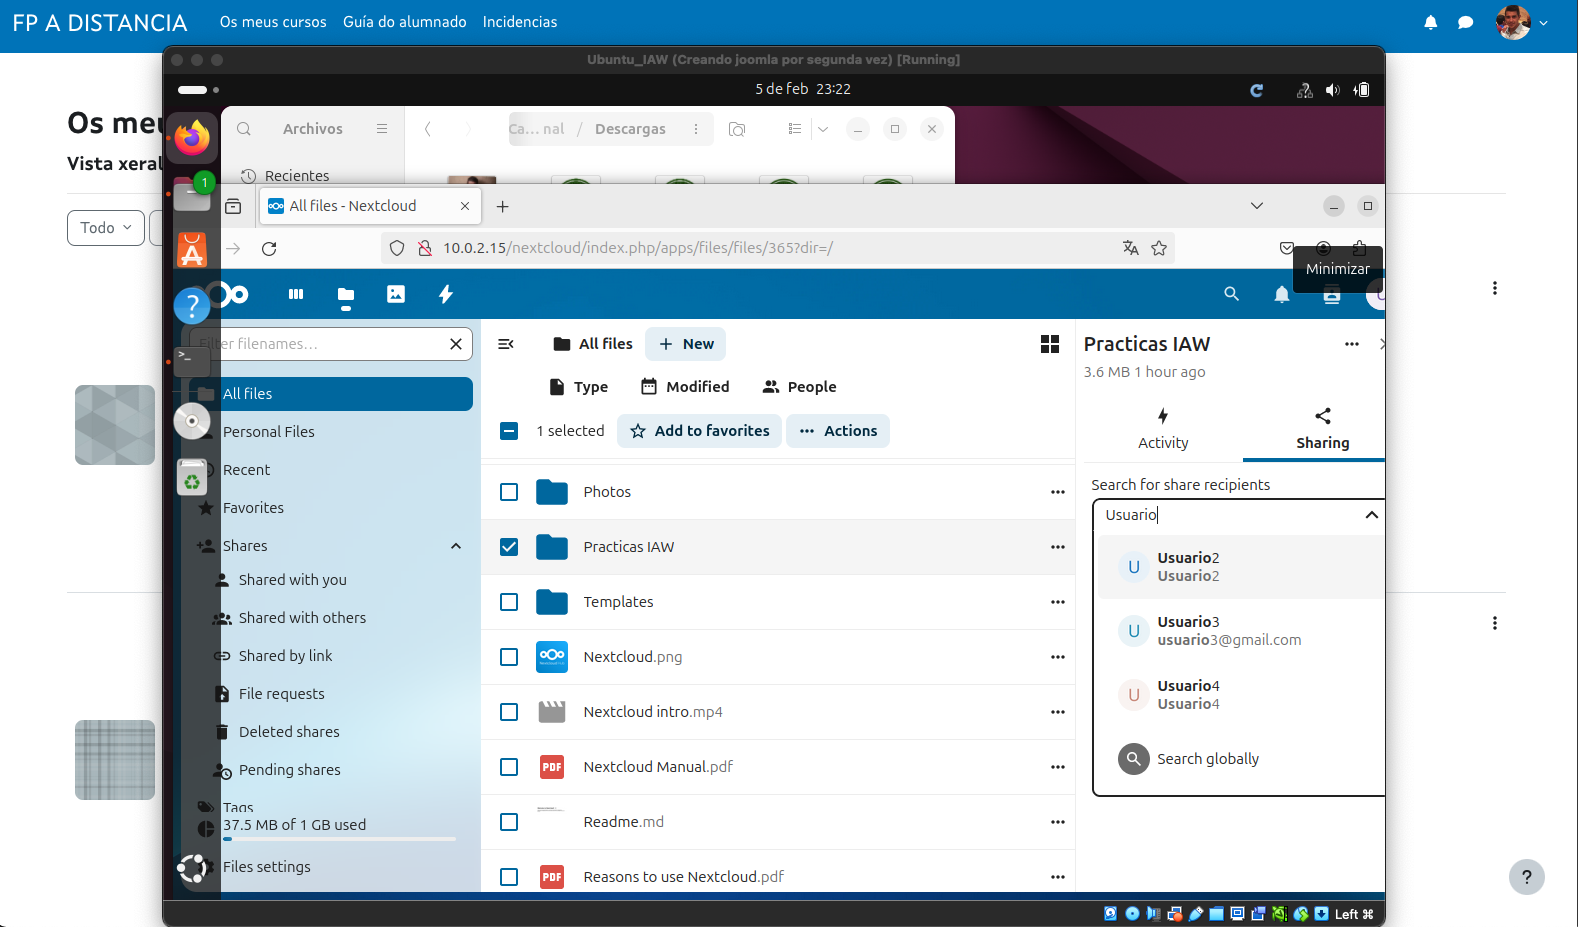 FP A DISTANCIA
Os meus cursos
Guía do alumnado
Incidencias
Ubuntu_IAW (Creando joomla por segunda vez) [Running]
5 de feb 23:22
Os meu
Vista xeral
Todo
Archivos
Ca... nal / Descargas
Recientes
1
All files - Nextcloud
10.0.2.15/nextcloud/index.php/apps/files/files/365?dir=/
Minimizar
U
Filter filenames...
All files
Personal Files
Recent
Favorites
Shares
Shared with you
Shared with others
Shared by link
File requests
Deleted shares
Pending shares
Tags
37.5 MB of 1 GB used
Files settings
All files
New
Type
Modified
People
1 selected
Add to favorites
Actions
Photos
Practicas IAW
Templates
Nextcloud.png
Nextcloud intro.mp4
PDF
Nextcloud Manual.pdf
Readme.md
PDF
Reasons to use Nextcloud.pdf
Practicas IAW
3.6 MB 1 hour ago
Activity
Sharing
Search for share recipients
Usuario
U
Usuario2
Usuario2
U
Usuario3
usuario3@gmail.com
U
Usuario4
Usuario4
Search globally
?
Left ⌘